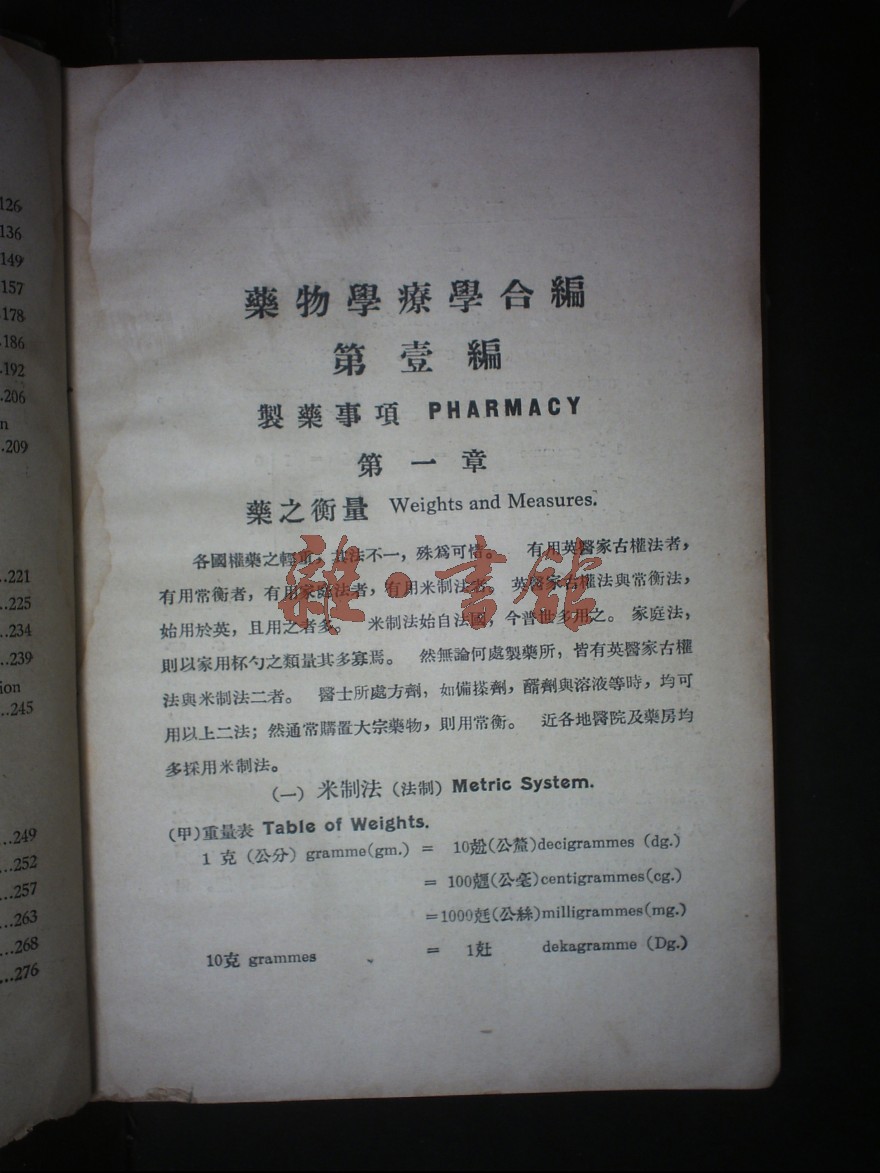 126
136
149
157
.178
.186
.192
..206
n
..209
...221
...225
...234
...239
ion
...245
...249
...252
...257
...263
...268
...276
藥物學療學合編
第壹編
製藥事項 PHARMACY
第一章
藥之衡量 Weights and Measures.
各國權藥之輕重，其法不一，殊爲可惜。 有用英醫家古權法者，
有用常衡者，有用家庭法者，有用米制法者。 英醫家古權法與常衡法，
始用於英，且用之者多。 米制法始自法國，今普世多用之。 家庭法，
則以家用杯勺之類量其多寡焉。 然無論何處製藥所，皆有英醫家古權
法與米制法二者。 醫士所處方劑，如備搽劑，醑劑與溶液等時，均可
用以上二法；然通常購置大宗藥物，則用常衡。 近各地醫院及藥房均
多採用米制法。
(一) 米制法 (法制) Metric System.
(甲)重量表 Table of Weights.
1 克 (公分) gramme(gm.) = 10兝(公釐)decigrammes (dg.)
= 100兣(公毫)centigrammes(cg.)
=1000兞(公絲)milligrammes(mg.)
10克 grammes = 1兙 dekagramme (Dg.)
雜·書館